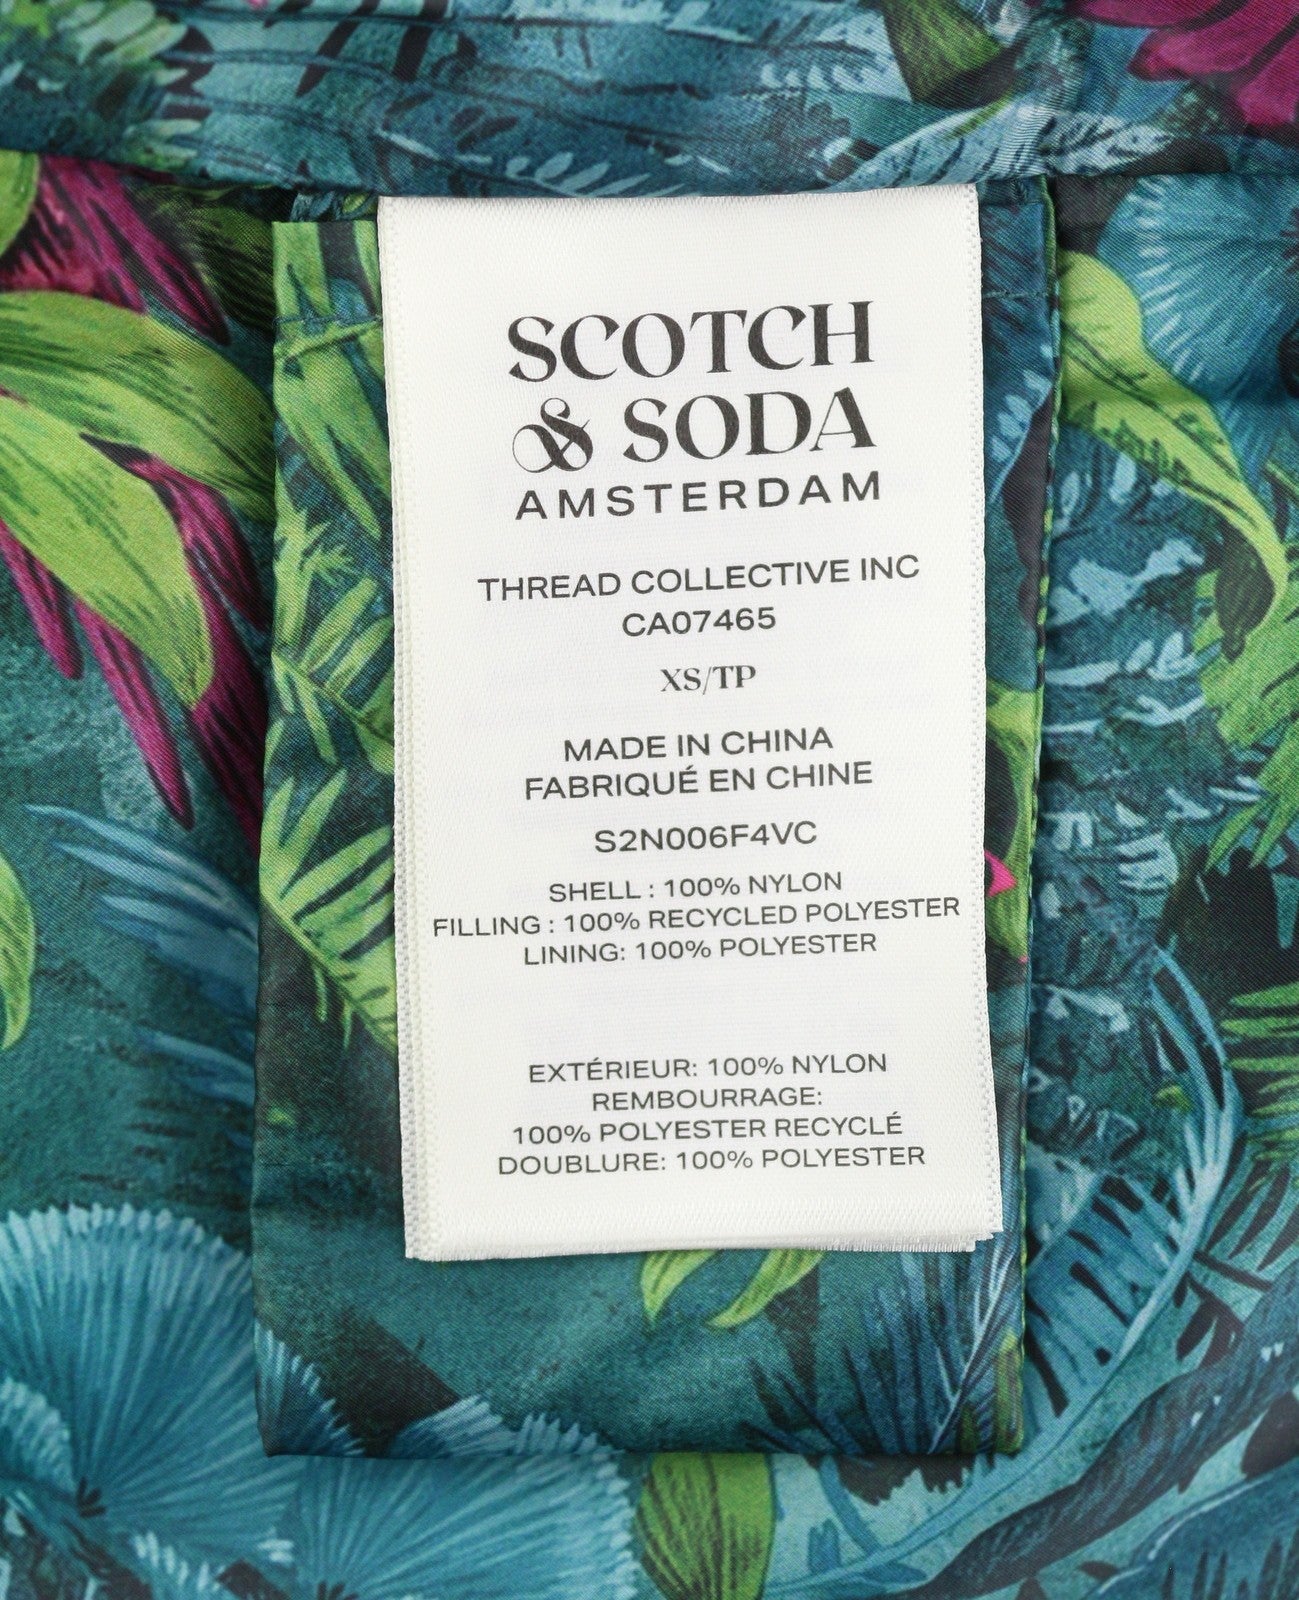 SCOTCH
& SODA
AMSTERDAM
THREAD COLLECTIVE INC
CA07465
XS/TP
MADE IN CHINA
FABRIQUÉ EN CHINE
S2N006F4VC
SHELL : 100% NYLON
FILLING : 100% RECYCLED POLYESTER
LINING: 100% POLYESTER
EXTÉRIEUR: 100% NYLON
REMBOURRAGE:
100% POLYESTER RECYCLÉ
DOUBLURE: 100% POLYESTER